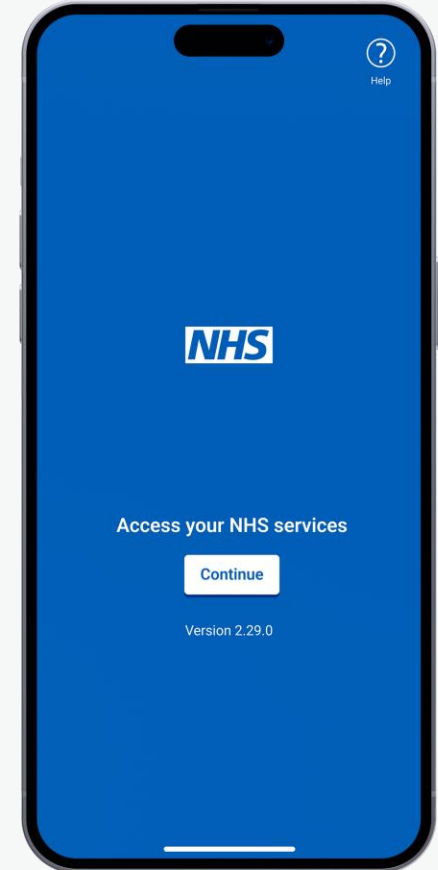 ?
Help
NHS
Access your NHS services
Continue
Version 2.29.0